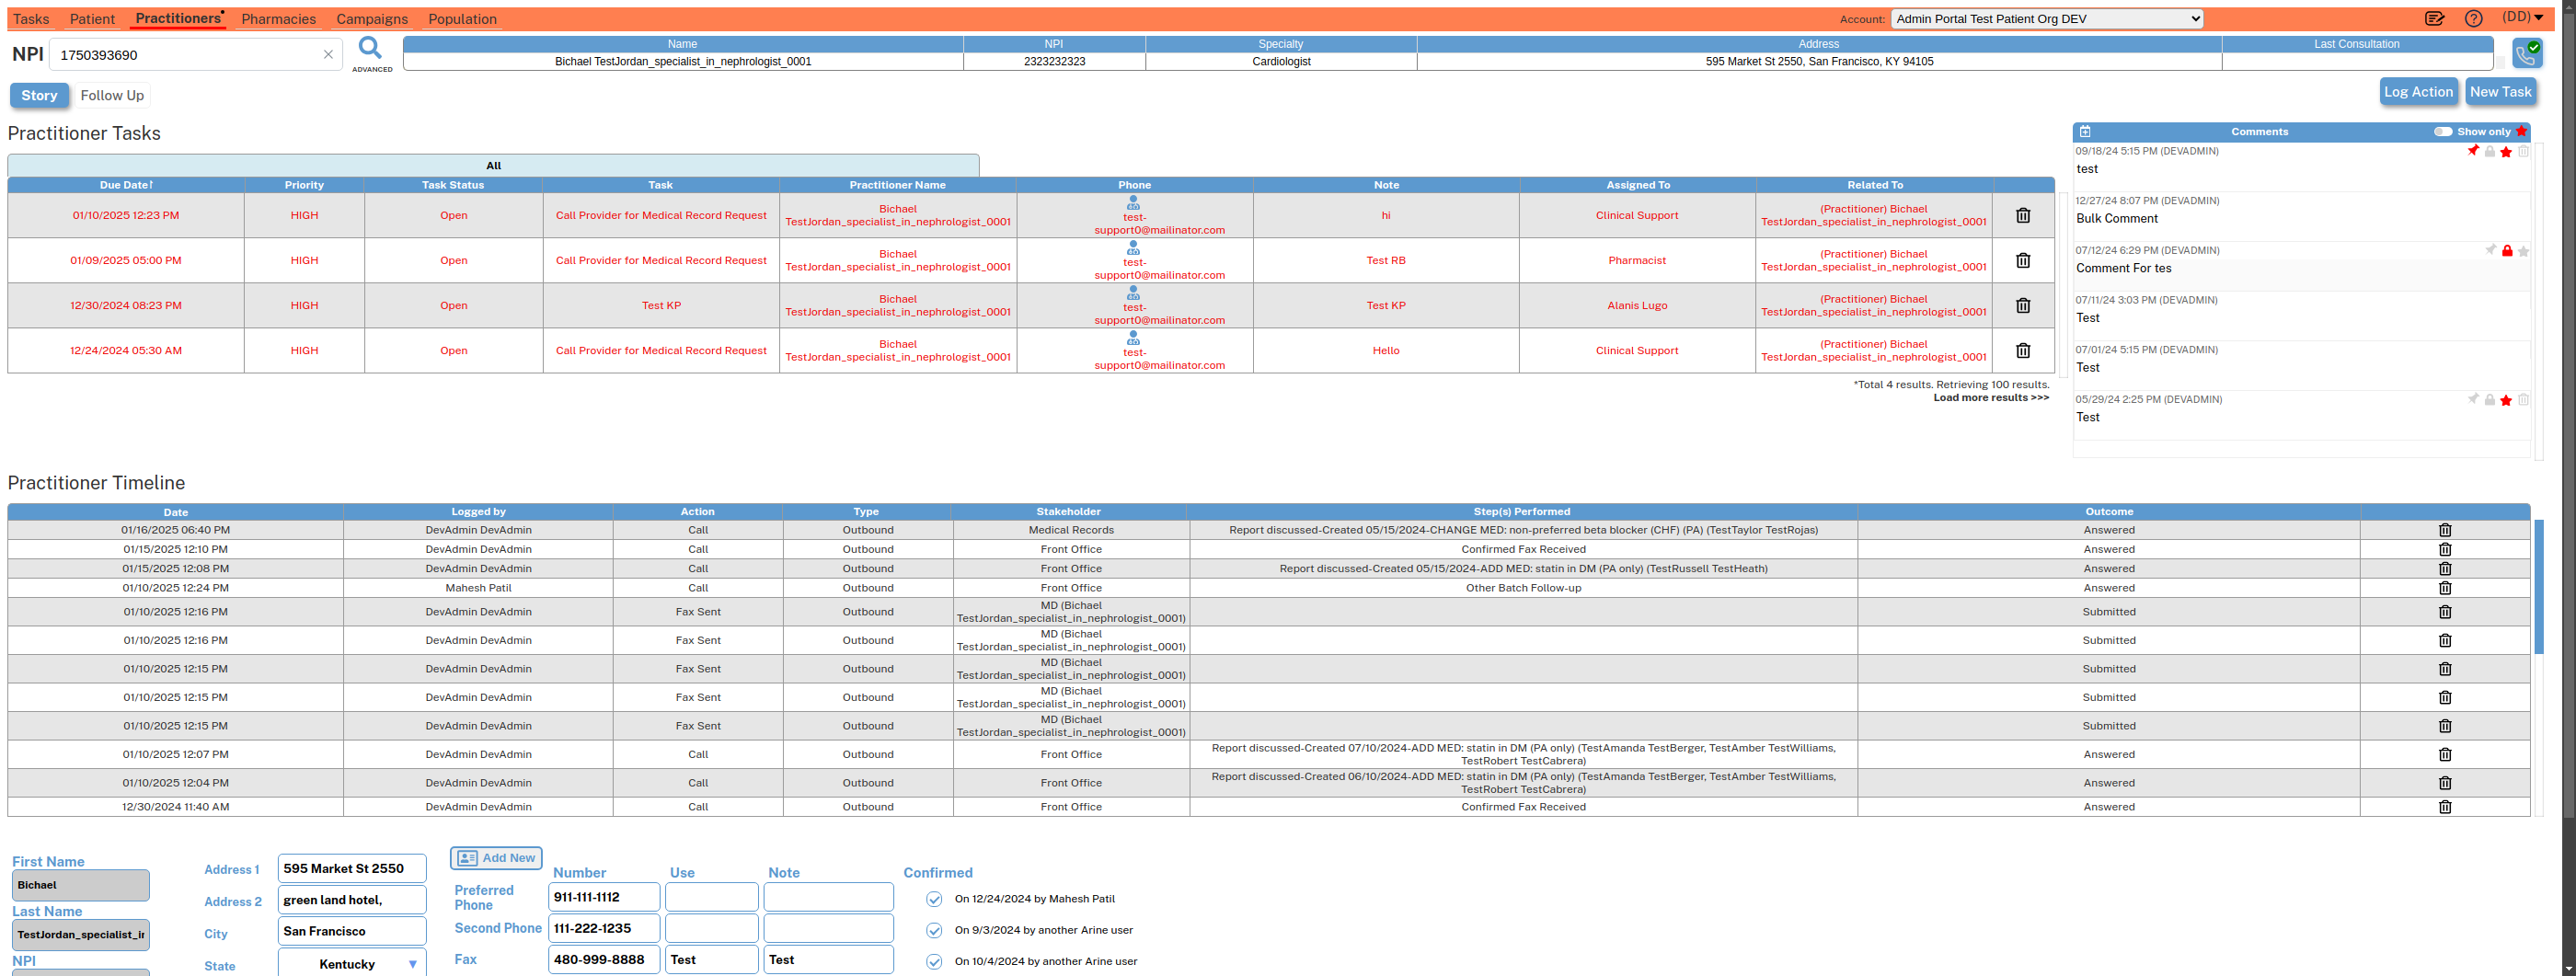 Tasks Patient Practitioners Pharmacies Campaigns Population Account: Admin Portal Test Patient Org DEV (DD)
NPI 1750393690 ADVANCED
Name NPI Specialty Address Last Consultation
Bichael TestJordan_specialist_in_nephrologist_0001 2323232323 Cardiologist 595 Market St 2550, San Francisco, KY 94105
Story Follow Up Log Action New Task
Practitioner Tasks
All
Due Date↑ Priority Task Status Task Practitioner Name Phone Note Assigned To Related To
01/10/2025 12:23 PM HIGH Open Call Provider for Medical Record Request Bichael TestJordan_specialist_in_nephrologist_0001 test-support0@mailinator.com hi Clinical Support (Practitioner) Bichael TestJordan_specialist_in_nephrologist_0001
01/09/2025 05:00 PM HIGH Open Call Provider for Medical Record Request Bichael TestJordan_specialist_in_nephrologist_0001 test-support0@mailinator.com Test RB Pharmacist (Practitioner) Bichael TestJordan_specialist_in_nephrologist_0001
12/30/2024 08:23 PM HIGH Open Test KP Bichael TestJordan_specialist_in_nephrologist_0001 test-support0@mailinator.com Test KP Alanis Lugo (Practitioner) Bichael TestJordan_specialist_in_nephrologist_0001
12/24/2024 05:30 AM HIGH Open Call Provider for Medical Record Request Bichael TestJordan_specialist_in_nephrologist_0001 test-support0@mailinator.com Hello Clinical Support (Practitioner) Bichael TestJordan_specialist_in_nephrologist_0001
*Total 4 results. Retrieving 100 results.
Load more results >>>
Comments Show only
09/18/24 5:15 PM (DEVADMIN)
test
12/27/24 8:07 PM (DEVADMIN)
Bulk Comment
07/12/24 6:29 PM (DEVADMIN)
Comment For tes
07/11/24 3:03 PM (DEVADMIN)
Test
07/01/24 5:15 PM (DEVADMIN)
Test
05/29/24 2:25 PM (DEVADMIN)
Test
Practitioner Timeline
Date Logged by Action Type Stakeholder Step(s) Performed Outcome
01/16/2025 06:40 PM DevAdmin DevAdmin Call Outbound Medical Records Report discussed-Created 05/15/2024-CHANGE MED: non-preferred beta blocker (CHF) (PA) (TestTaylor TestRojas) Answered
01/15/2025 12:10 PM DevAdmin DevAdmin Call Outbound Front Office Confirmed Fax Received Answered
01/15/2025 12:08 PM DevAdmin DevAdmin Call Outbound Front Office Report discussed-Created 05/15/2024-ADD MED: statin in DM (PA only) (TestRussell TestHeath) Answered
01/10/2025 12:24 PM Mahesh Patil Call Outbound Front Office Other Batch Follow-up Answered
01/10/2025 12:16 PM DevAdmin DevAdmin Fax Sent Outbound MD (Bichael TestJordan_specialist_in_nephrologist_0001) Submitted
01/10/2025 12:16 PM DevAdmin DevAdmin Fax Sent Outbound MD (Bichael TestJordan_specialist_in_nephrologist_0001) Submitted
01/10/2025 12:15 PM DevAdmin DevAdmin Fax Sent Outbound MD (Bichael TestJordan_specialist_in_nephrologist_0001) Submitted
01/10/2025 12:15 PM DevAdmin DevAdmin Fax Sent Outbound MD (Bichael TestJordan_specialist_in_nephrologist_0001) Submitted
01/10/2025 12:15 PM DevAdmin DevAdmin Fax Sent Outbound MD (Bichael TestJordan_specialist_in_nephrologist_0001) Submitted
01/10/2025 12:07 PM DevAdmin DevAdmin Call Outbound Front Office Report discussed-Created 07/10/2024-ADD MED: statin in DM (PA only) (TestAmanda TestBerger, TestAmber TestWilliams, TestRobert TestCabrera) Answered
01/10/2025 12:04 PM DevAdmin DevAdmin Call Outbound Front Office Report discussed-Created 06/10/2024-ADD MED: statin in DM (PA only) (TestAmanda TestBerger, TestAmber TestWilliams, TestRobert TestCabrera) Answered
12/30/2024 11:40 AM DevAdmin DevAdmin Call Outbound Front Office Confirmed Fax Received Answered
First Name
Bichael
Last Name
TestJordan_specialist_in
NPI
Address 1 595 Market St 2550
Address 2 green land hotel,
City San Francisco
State Kentucky
Add New
Number Use Note Confirmed
Preferred Phone 911-111-1112 On 12/24/2024 by Mahesh Patil
Second Phone 111-222-1235 On 9/3/2024 by another Arine user
Fax 480-999-8888 Test Test On 10/4/2024 by another Arine user